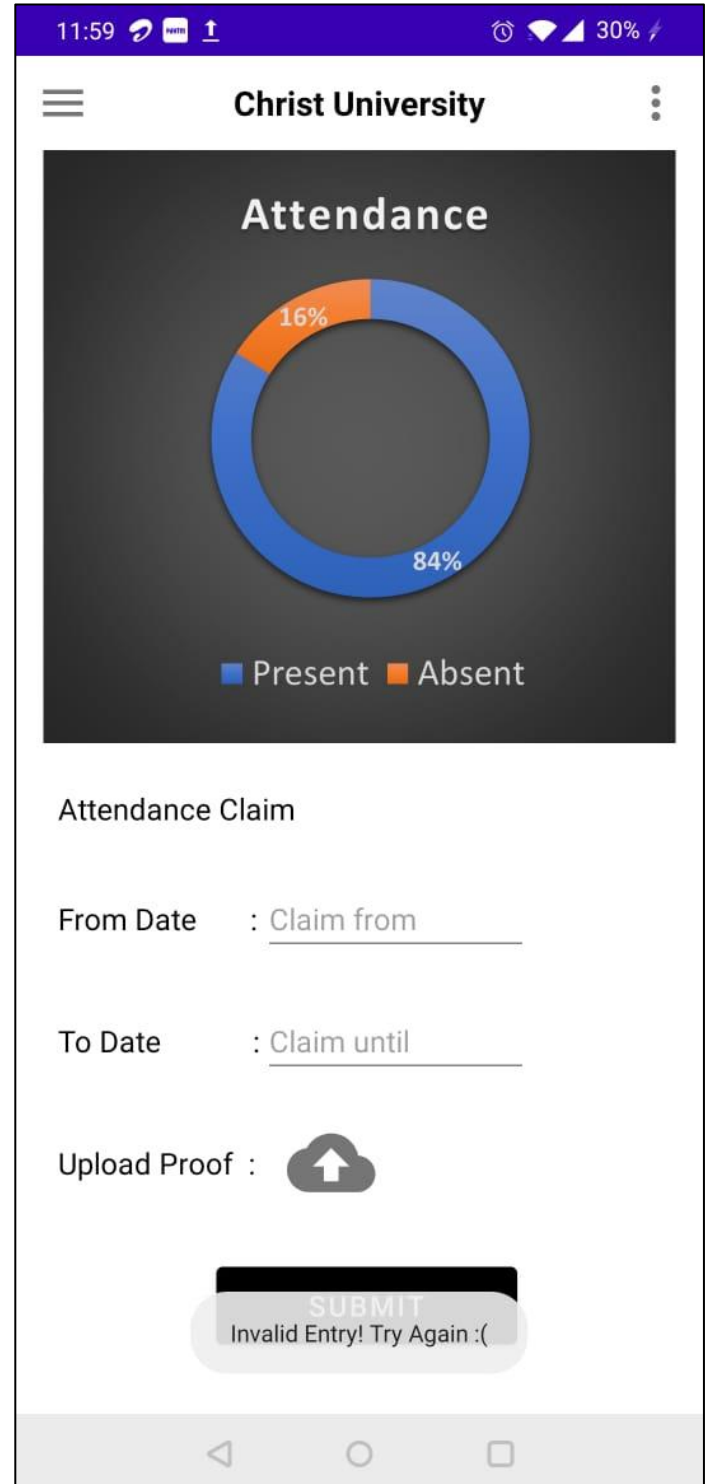 11:59 30%
Christ University
Attendance
16%
84%
Present Absent
Attendance Claim
From Date : Claim from
To Date : Claim until
Upload Proof :
SUBMIT
Invalid Entry! Try Again :(